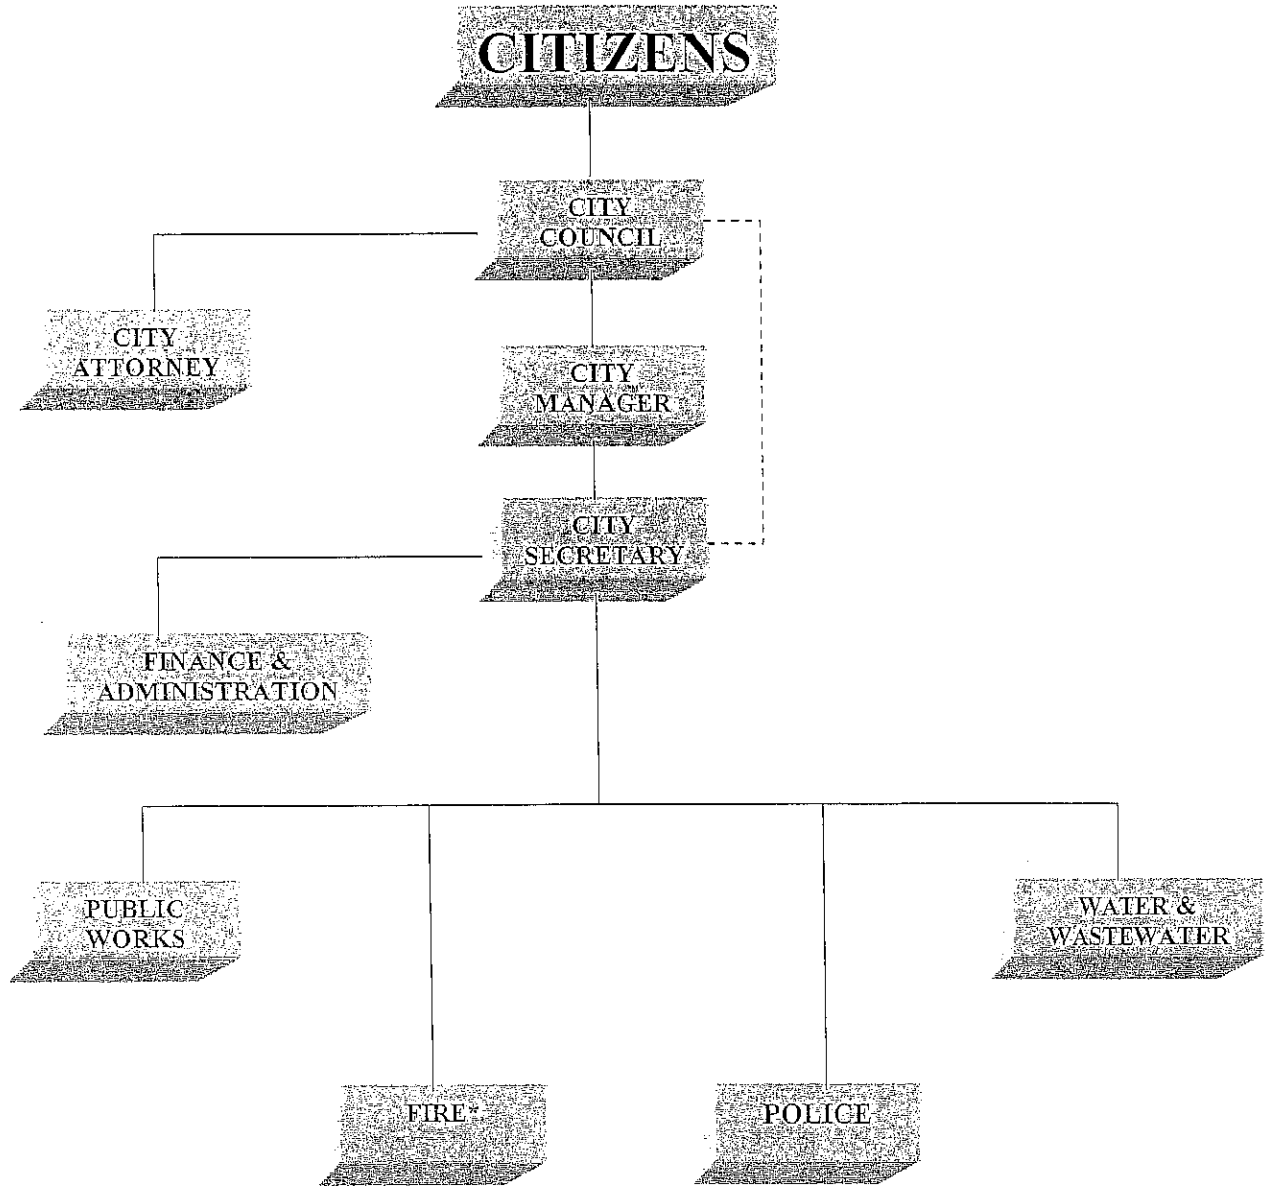 CITIZENS
CITY
COUNCIL
CITY
ATTORNEY
CITY
MANAGER
CITY
SECRETARY
FINANCE &
ADMINISTRATION
PUBLIC
WORKS
WATER &
WASTEWATER
FIRE*
POLICE